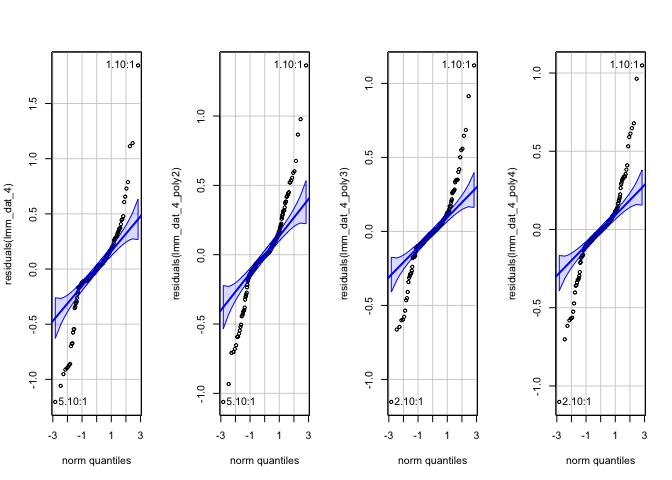 residuals(lmm_dat_4)
1.5
1.0
0.5
0.0
-0.5
-1.0
1.10:1
5.10:1
-3 -1 1 3
norm quantiles
residuals(lmm_dat_4_poly2)
1.0
0.5
0.0
-0.5
-1.0
1.10:1
5.10:1
-3 -1 1 3
norm quantiles
residuals(lmm_dat_4_poly3)
1.0
0.5
0.0
-0.5
-1.0
1.10:1
2.10:1
-3 -1 1 3
norm quantiles
residuals(lmm_dat_4_poly4)
1.0
0.5
0.0
-0.5
-1.0
1.10:1
2.10:1
-3 -1 1 3
norm quantiles